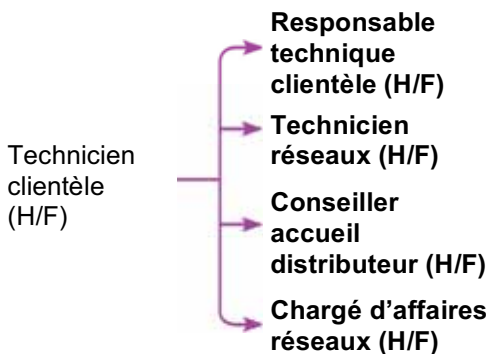 Technicien
clientèle
(H/F)
Responsable
technique
clientèle (H/F)
Technicien
réseaux (H/F)
Conseiller
accueil
distributeur (H/F)
Chargé d'affaires
réseaux (H/F)